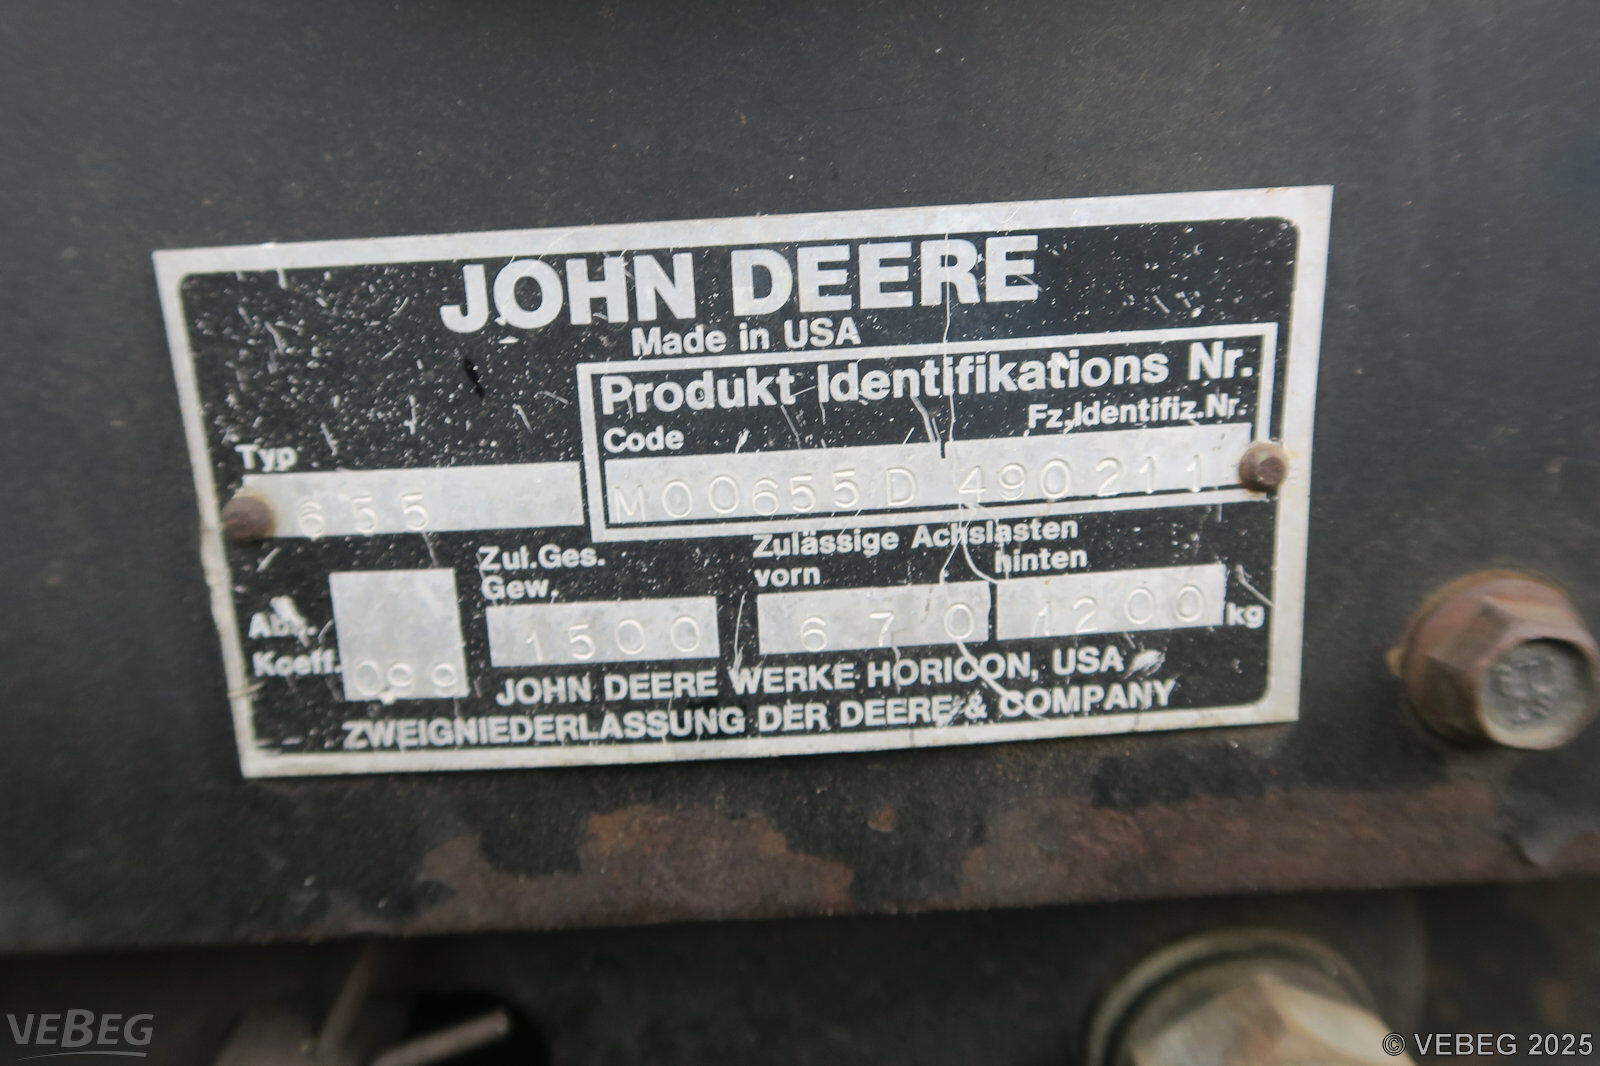 JOHN DEERE
Made in USA
Produkt Identifikations Nr.
Code Fz.Identifiz.Nr.
M00655D 490211
Typ
655
Zul.Ges.
Gew.
1500
Zulässige Achslasten
vorn hinten
670 1200 kg
Koeff.
099
JOHN DEERE WERKE HORICON, USA
ZWEIGNIEDERLASSUNG DER DEERE & COMPANY
VEBEG
© VEBEG 2025